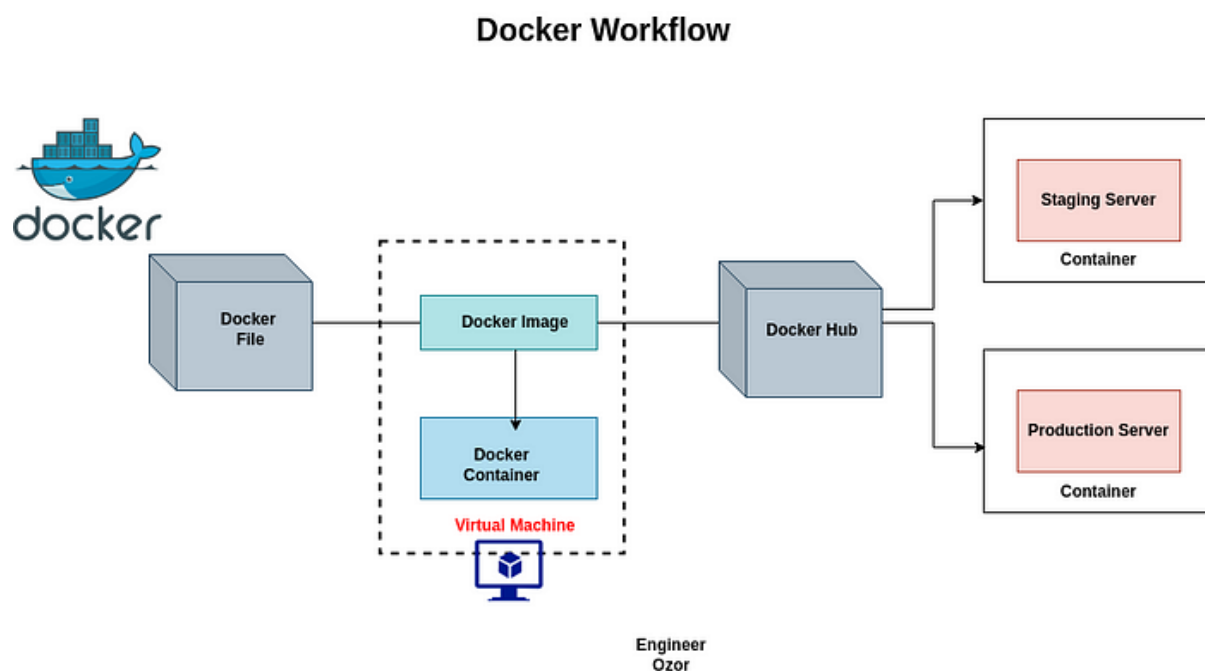 Docker Workflow
docker
Docker
File
Docker Image
Docker
Container
Virtual Machine
Docker Hub
Staging Server
Container
Production Server
Container
Engineer
Ozor